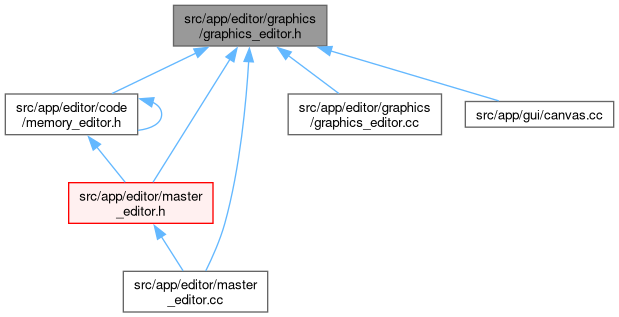 src/app/editor/graphics
/graphics_editor.h
src/app/editor/code
/memory_editor.h
src/app/editor/graphics
/graphics_editor.cc
src/app/gui/canvas.cc
src/app/editor/master
_editor.h
src/app/editor/master
_editor.cc